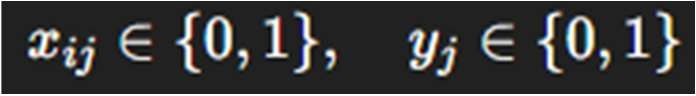 x_{ij} ∈ {0, 1},    y_j ∈ {0, 1}